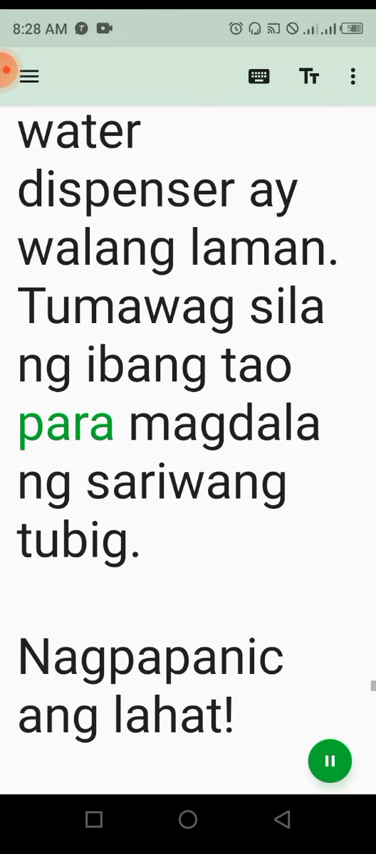 8:28 AM
58
water
dispenser ay
walang laman.
Tumawag sila
ng ibang tao
para magdala
ng sariwang
tubig.
Nagpapanic
ang lahat!